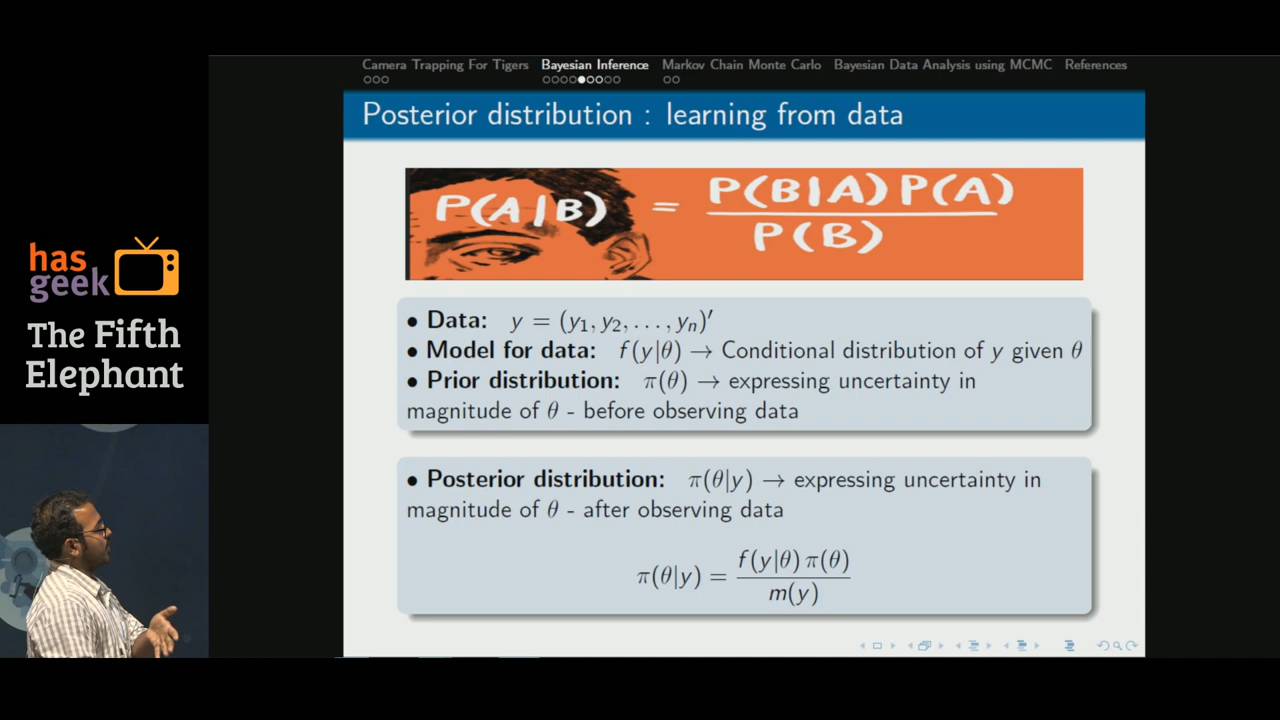 Camera Trapping For Tigers Bayesian Inference Markov Chain Monte Carlo Bayesian Data Analysis using MCMC References
Posterior distribution : learning from data
P(A|B) = P(B|A) P(A)
P(B)
has
geek
The Fifth
Elephant
• Data: y = (y₁, y₂, . . . , yₙ)′
• Model for data: f(y|θ) → Conditional distribution of y given θ
• Prior distribution: π(θ) → expressing uncertainty in
magnitude of θ - before observing data
• Posterior distribution: π(θ|y) → expressing uncertainty in
magnitude of θ - after observing data
π(θ|y) = f(y|θ) π(θ)
m(y)